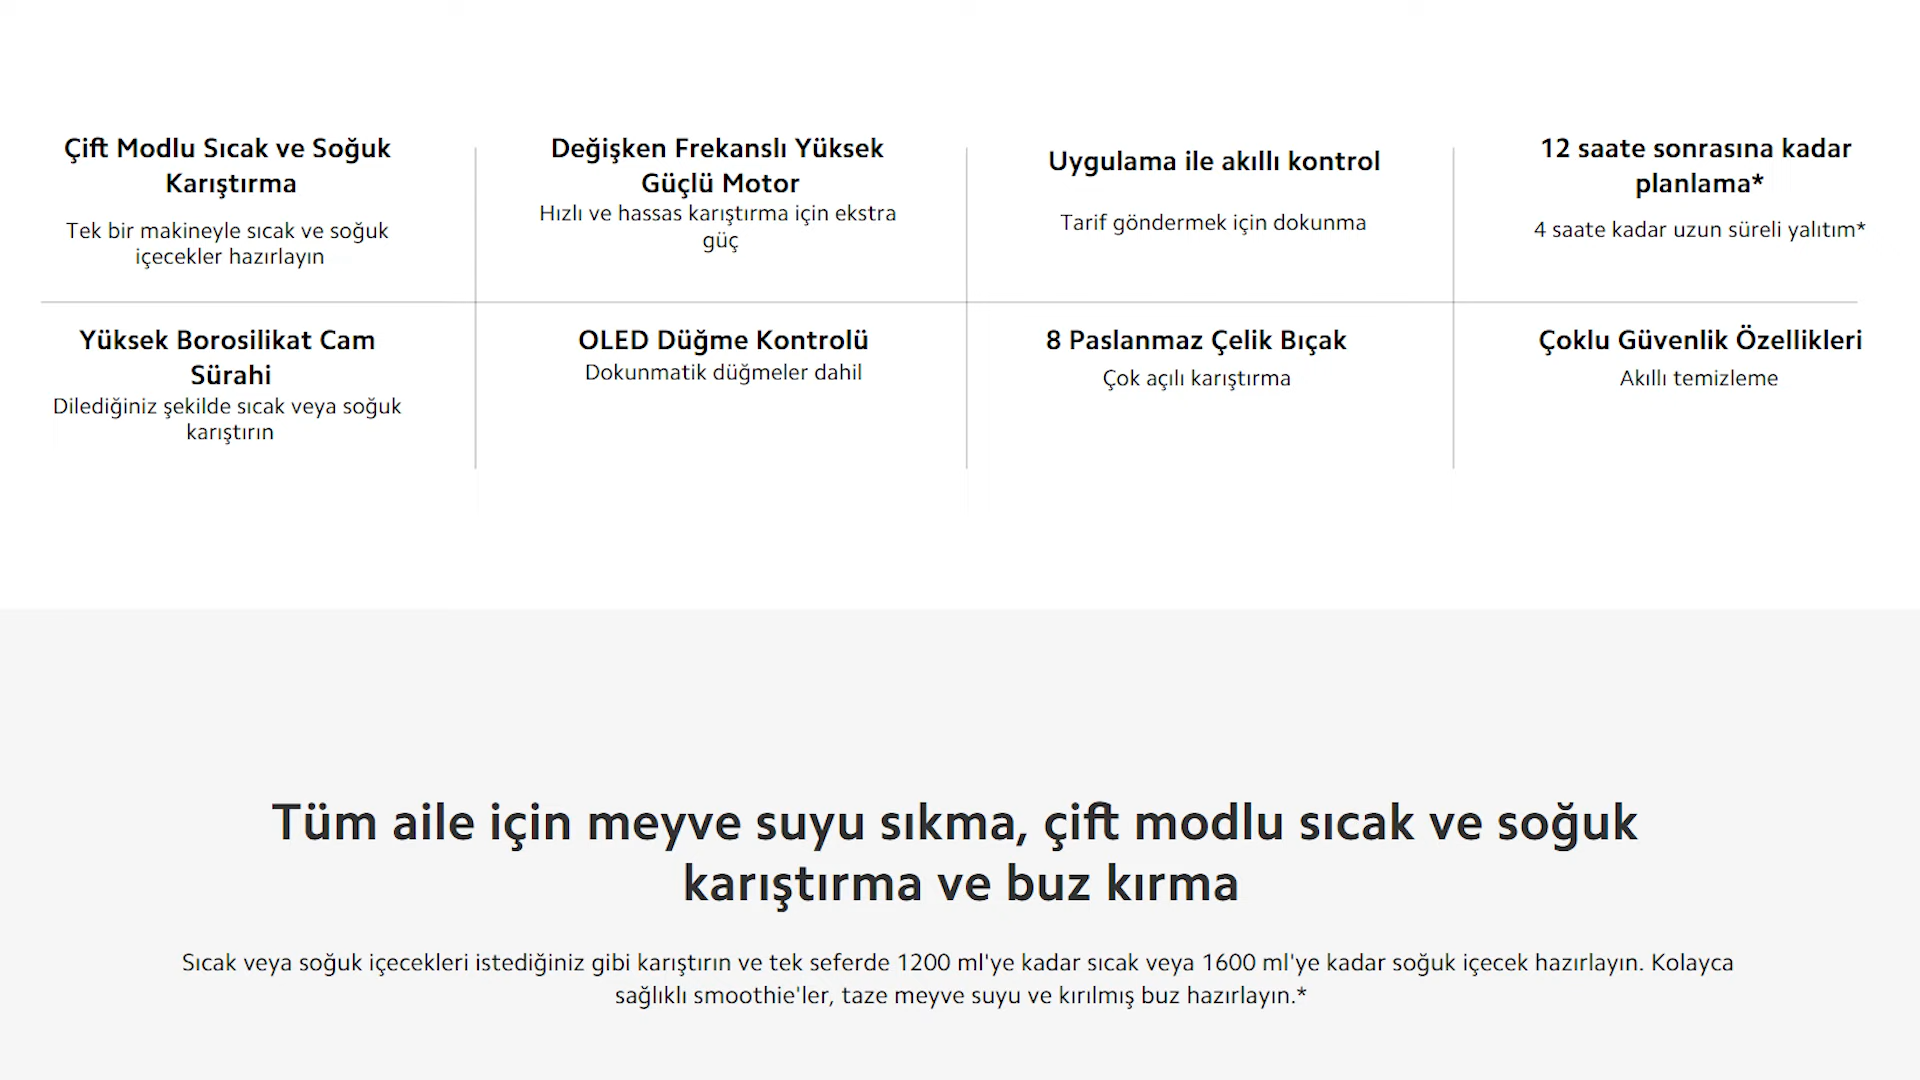 Çift Modlu Sıcak ve Soğuk
Karıştırma
Tek bir makineyle sıcak ve soğuk
içecekler hazırlayın
Değişken Frekanslı Yüksek
Güçlü Motor
Hızlı ve hassas karıştırma için ekstra
güç
Uygulama ile akıllı kontrol
Tarif göndermek için dokunma
12 saate sonrasına kadar
planlama*
4 saate kadar uzun süreli yalıtım*
Yüksek Borosilikat Cam
Sürahi
Dilediğiniz şekilde sıcak veya soğuk
karıştırın
OLED Düğme Kontrolü
Dokunmatik düğmeler dahil
8 Paslanmaz Çelik Bıçak
Çok açılı karıştırma
Çoklu Güvenlik Özellikleri
Akıllı temizleme
Tüm aile için meyve suyu sıkma, çift modlu sıcak ve soğuk
karıştırma ve buz kırma
Sıcak veya soğuk içecekleri istediğiniz gibi karıştırın ve tek seferde 1200 ml'ye kadar sıcak veya 1600 ml'ye kadar soğuk içecek hazırlayın. Kolayca
sağlıklı smoothie'ler, taze meyve suyu ve kırılmış buz hazırlayın.*